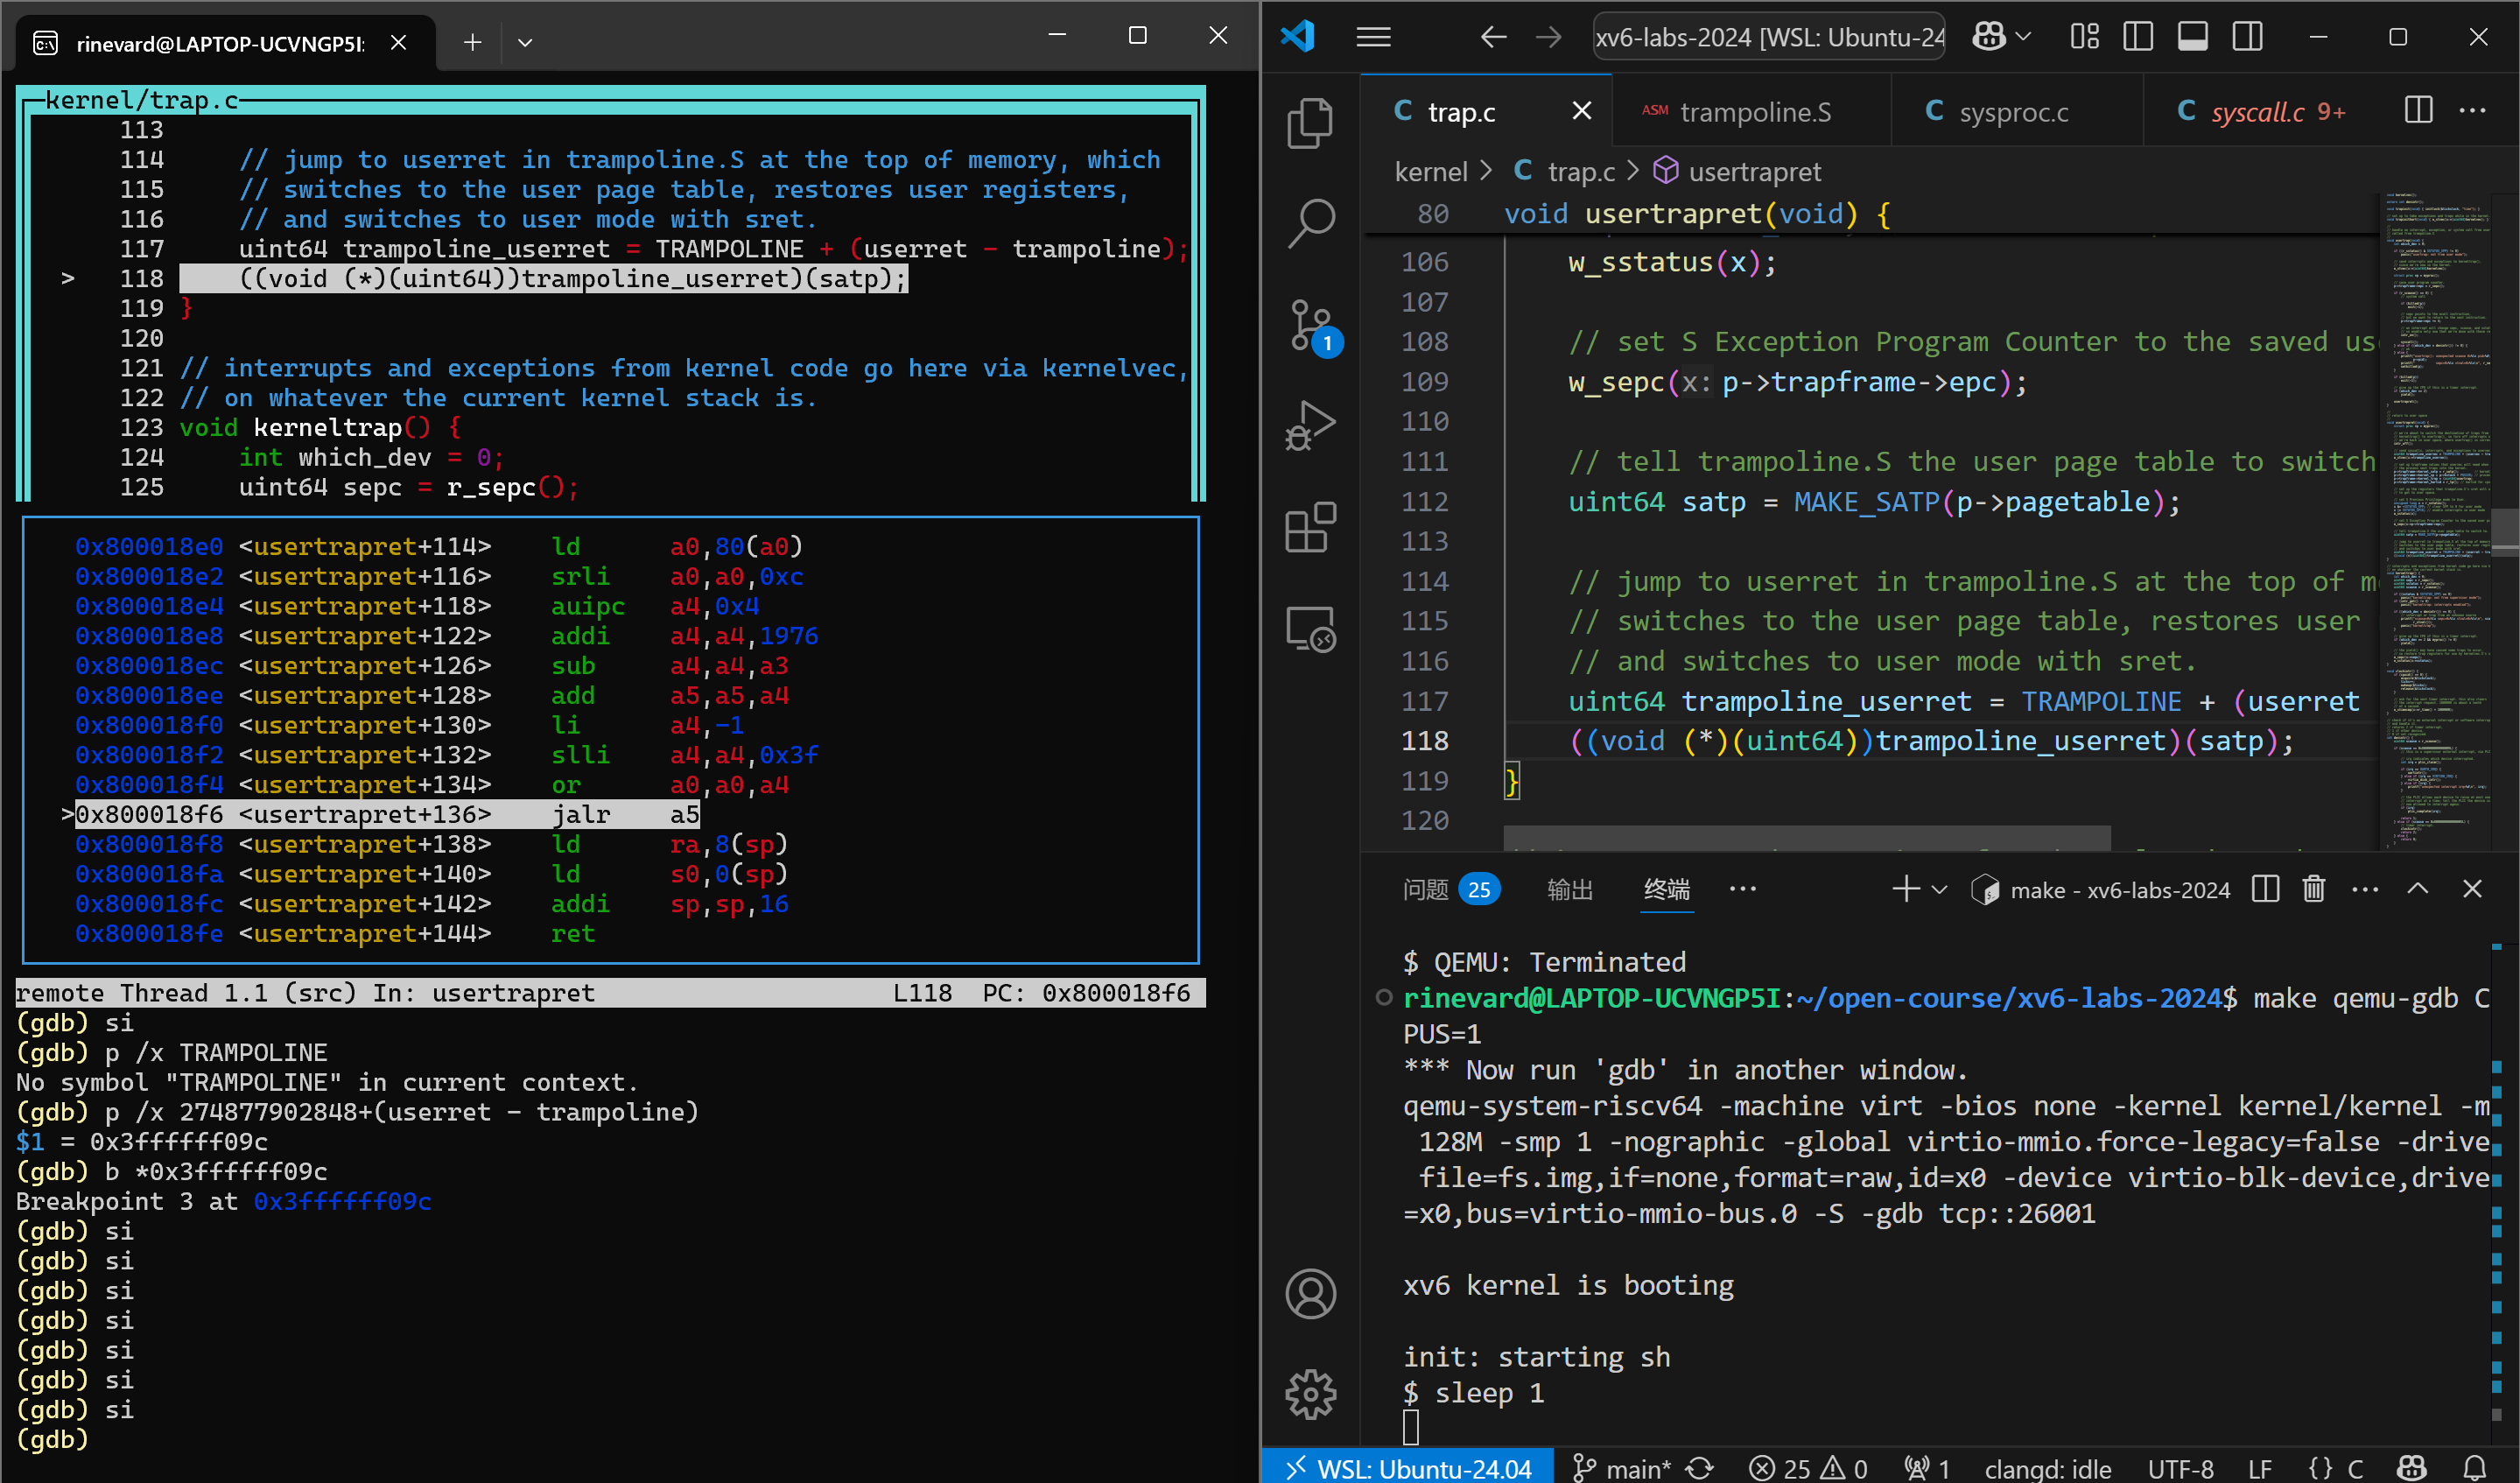 rinevard@LAPTOP-UCVNGP5I:
kernel/trap.c
113
114 // jump to userret in trampoline.S at the top of memory, which
115 // switches to the user page table, restores user registers,
116 // and switches to user mode with sret.
117 uint64 trampoline_userret = TRAMPOLINE + (userret - trampoline);
> 118 ((void (*)(uint64))trampoline_userret)(satp);
119 }
120
121 // interrupts and exceptions from kernel code go here via kernelvec,
122 // on whatever the current kernel stack is.
123 void kerneltrap() {
124 int which_dev = 0;
125 uint64 sepc = r_sepc();
0x800018e0 <usertrapret+114> ld a0,80(a0)
0x800018e2 <usertrapret+116> srli a0,a0,0xc
0x800018e4 <usertrapret+118> auipc a4,0x4
0x800018e8 <usertrapret+122> addi a4,a4,1976
0x800018ec <usertrapret+126> sub a4,a4,a3
0x800018ee <usertrapret+128> add a5,a5,a4
0x800018f0 <usertrapret+130> li a4,-1
0x800018f2 <usertrapret+132> slli a4,a4,0x3f
0x800018f4 <usertrapret+134> or a0,a0,a4
>0x800018f6 <usertrapret+136> jalr a5
0x800018f8 <usertrapret+138> ld ra,8(sp)
0x800018fa <usertrapret+140> ld s0,0(sp)
0x800018fc <usertrapret+142> addi sp,sp,16
0x800018fe <usertrapret+144> ret
remote Thread 1.1 (src) In: usertrapret L118 PC: 0x800018f6
(gdb) si
(gdb) p /x TRAMPOLINE
No symbol "TRAMPOLINE" in current context.
(gdb) p /x 274877902848+(userret - trampoline)
$1 = 0x3ffffff09c
(gdb) b *0x3ffffff09c
Breakpoint 3 at 0x3ffffff09c
(gdb) si
(gdb) si
(gdb) si
(gdb) si
(gdb) si
(gdb) si
(gdb) si
(gdb)
xv6-labs-2024 [WSL: Ubuntu-24
C trap.c
ASM trampoline.S
C sysproc.c
C syscall.c 9+
kernel > C trap.c > usertrapret
80 void usertrapret(void) {
106 w_sstatus(x);
107
108 // set S Exception Program Counter to the saved us
109 w_sepc(x: p->trapframe->epc);
110
111 // tell trampoline.S the user page table to switch
112 uint64 satp = MAKE_SATP(p->pagetable);
113
114 // jump to userret in trampoline.S at the top of m
115 // switches to the user page table, restores user
116 // and switches to user mode with sret.
117 uint64 trampoline_userret = TRAMPOLINE + (userret
118 ((void (*)(uint64))trampoline_userret)(satp);
119 }
120
1
问题 25 输出 终端 ··· make - xv6-labs-2024
$ QEMU: Terminated
rinevard@LAPTOP-UCVNGP5I:~/open-course/xv6-labs-2024$ make qemu-gdb C
PUS=1
*** Now run 'gdb' in another window.
qemu-system-riscv64 -machine virt -bios none -kernel kernel/kernel -m
128M -smp 1 -nographic -global virtio-mmio.force-legacy=false -drive
file=fs.img,if=none,format=raw,id=x0 -device virtio-blk-device,drive
=x0,bus=virtio-mmio-bus.0 -S -gdb tcp::26001
xv6 kernel is booting
init: starting sh
$ sleep 1
WSL: Ubuntu-24.04 main* 25 0 1 clangd: idle UTF-8 LF {} C